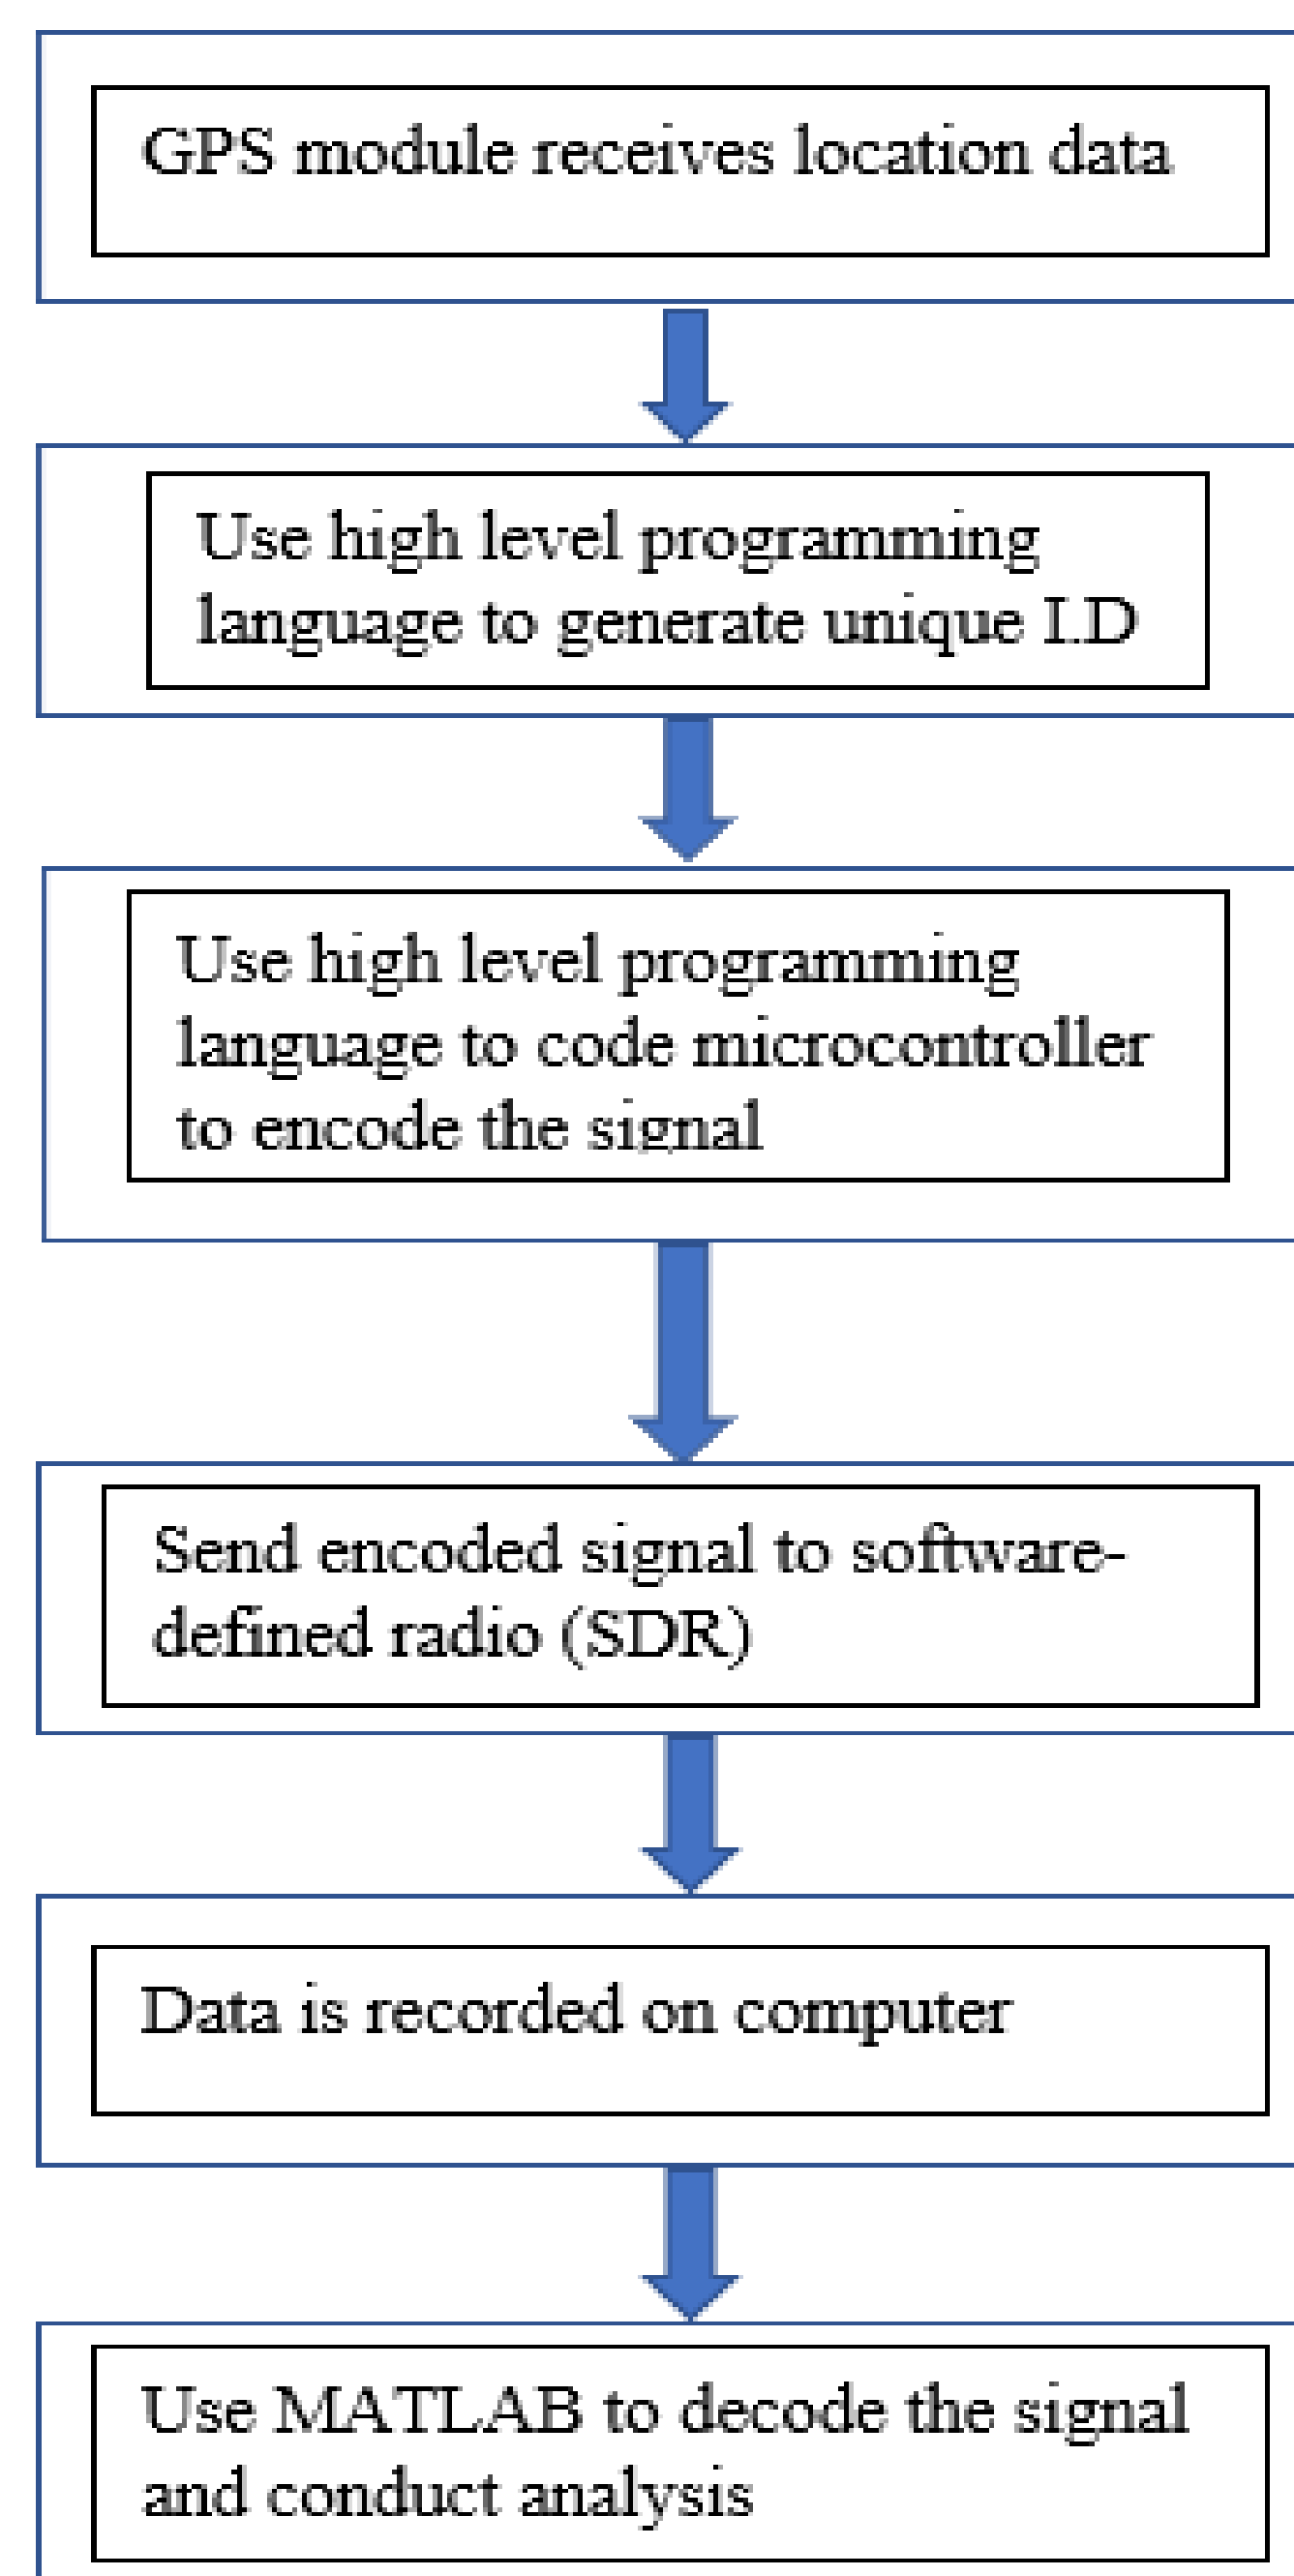 GPS module receives location data
Use high level programming
language to generate unique I.D
Use high level programming
language to code microcontroller
to encode the signal
Send encoded signal to software-
defined radio (SDR)
Data is recorded on computer
Use MATLAB to decode the signal
and conduct analysis